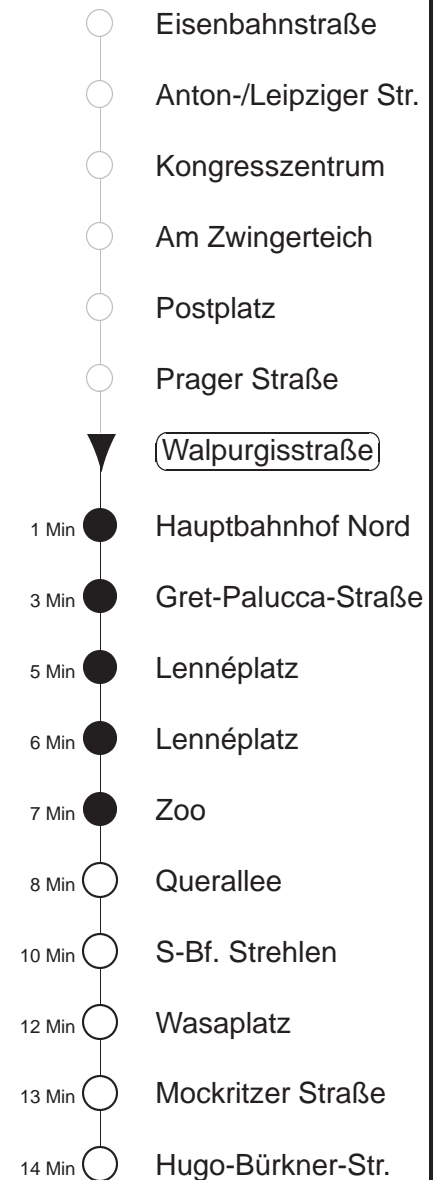 Eisenbahnstraße
Anton-/Leipziger Str.
Kongresszentrum
Am Zwingerteich
Postplatz
Prager Straße
Walpurgisstraße
1 Min Hauptbahnhof Nord
3 Min Gret-Palucca-Straße
5 Min Lennéplatz
6 Min Lennéplatz
7 Min Zoo
8 Min Querallee
10 Min S-Bf. Strehlen
12 Min Wasaplatz
13 Min Mockritzer Straße
14 Min Hugo-Bürkner-Str.